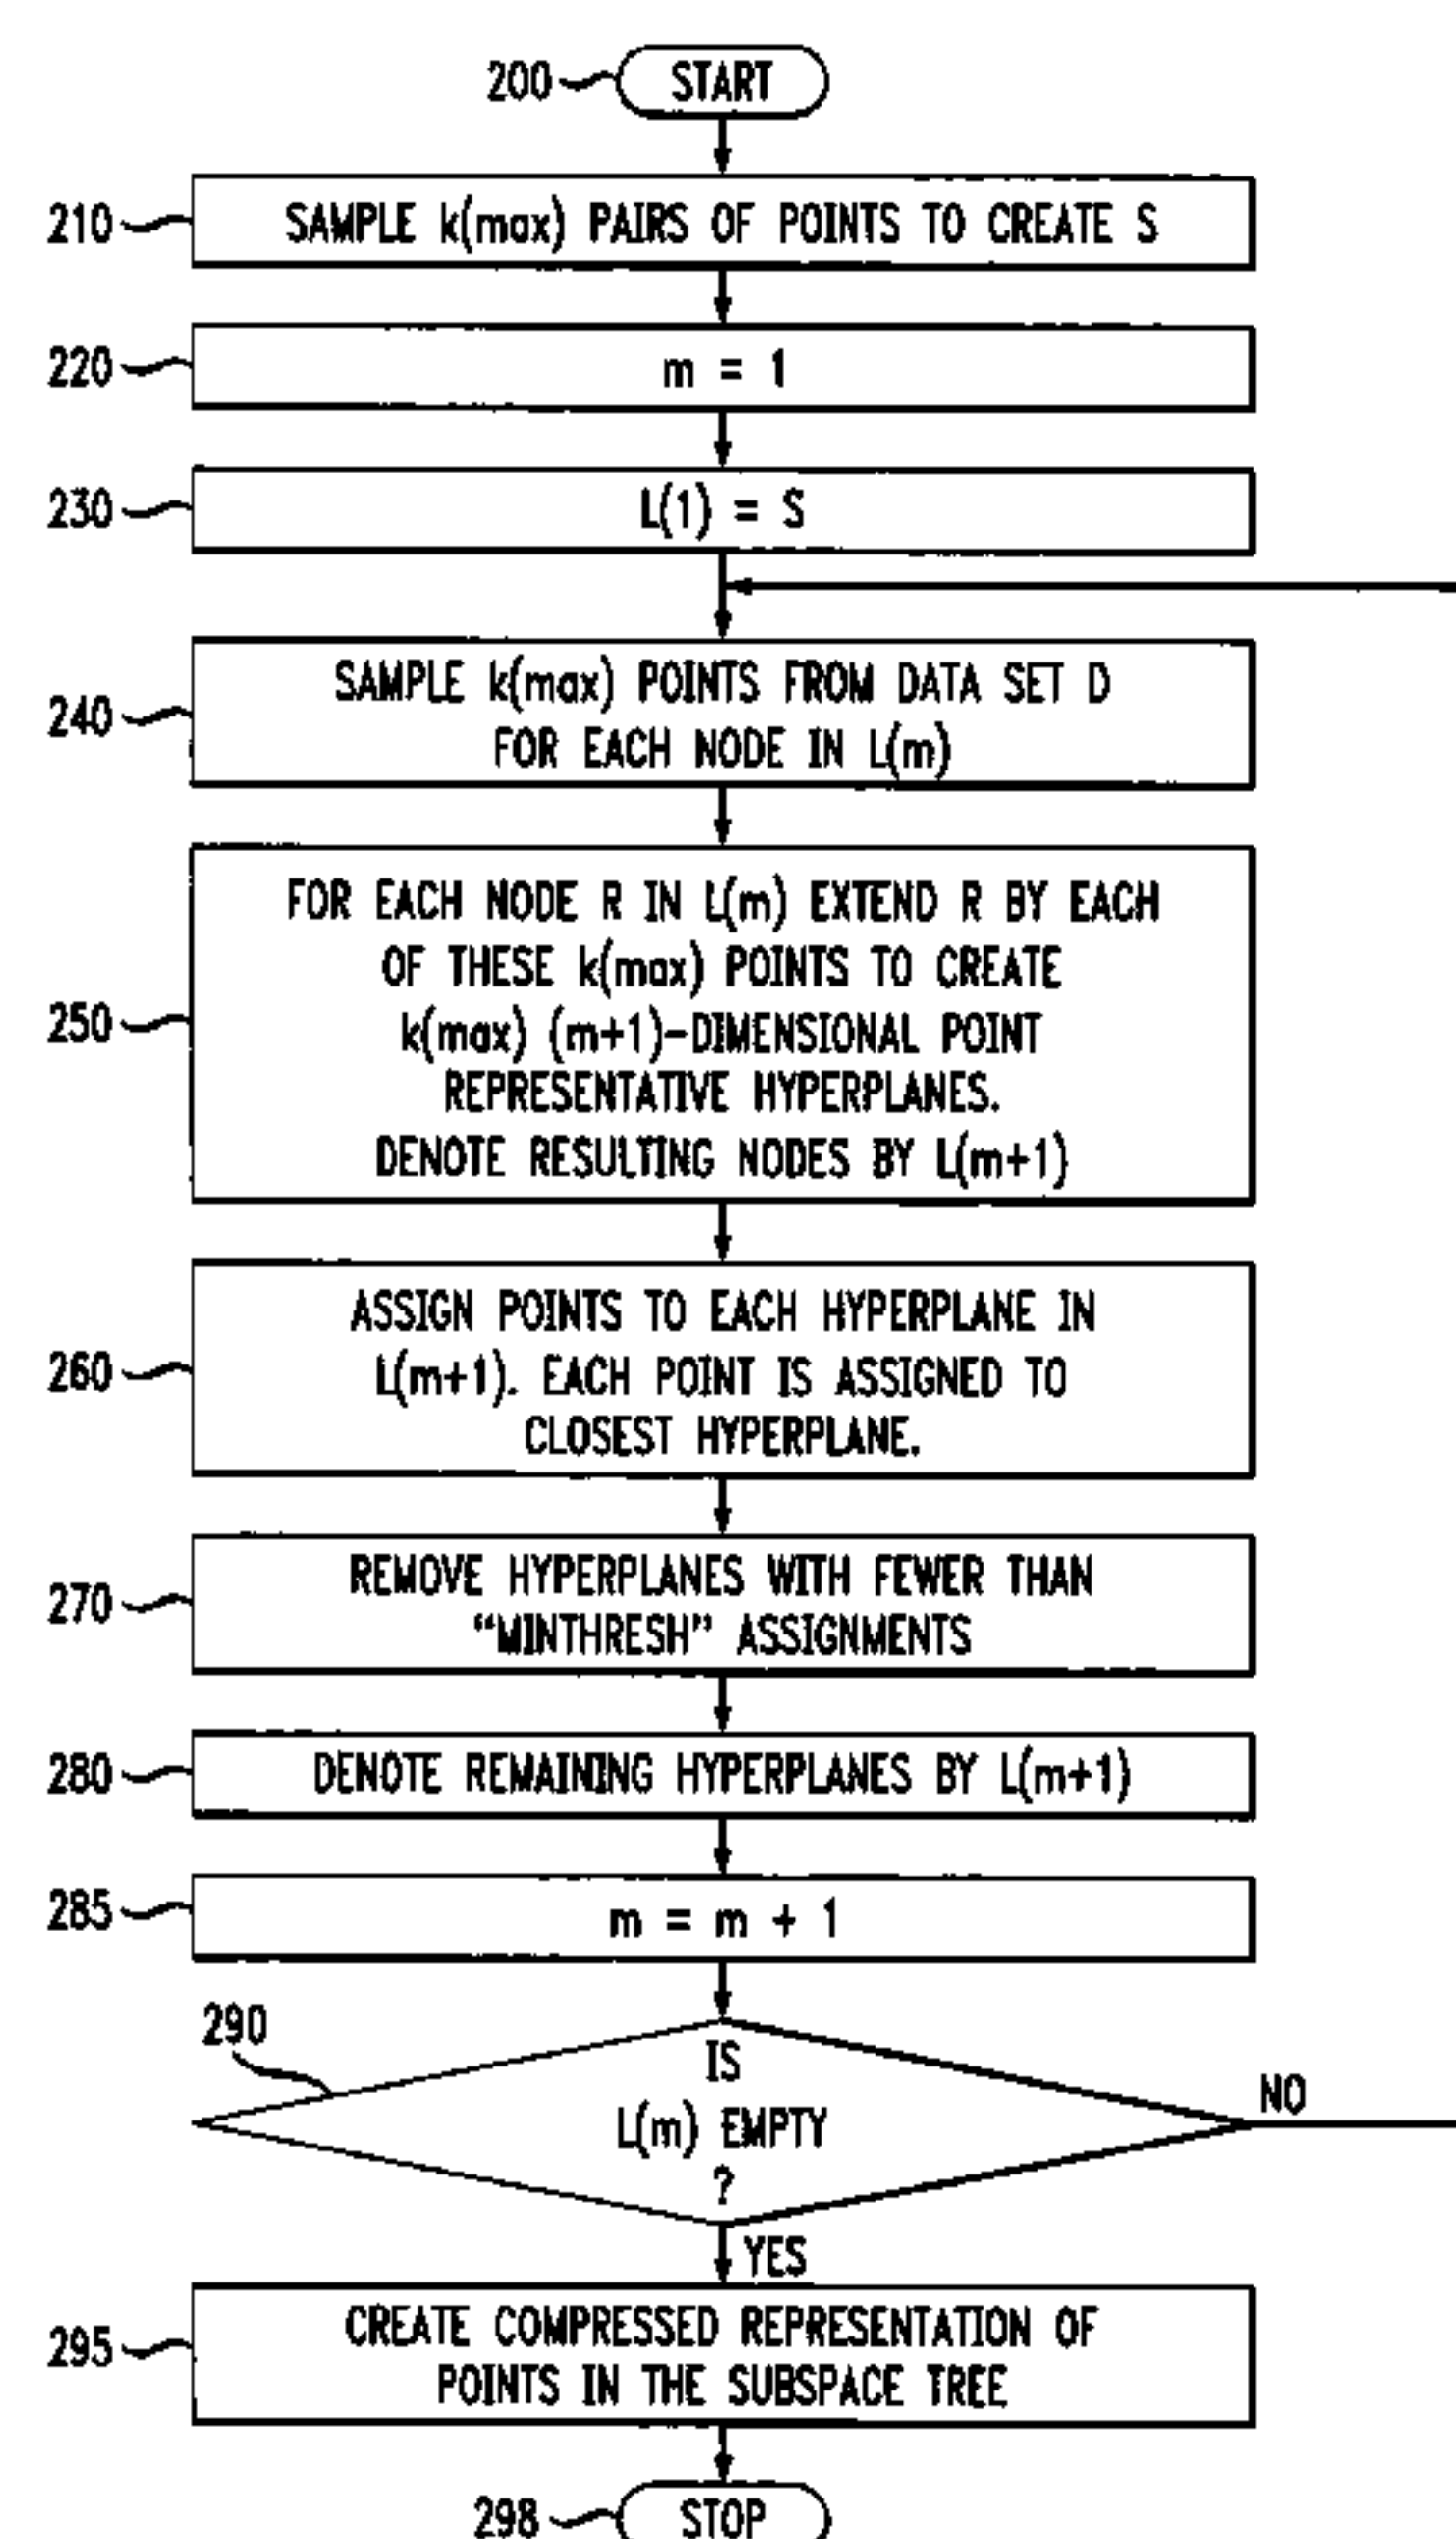 200 START
210 SAMPLE k(max) PAIRS OF POINTS TO CREATE S
220 m = 1
230 L(1) = S
240 SAMPLE k(max) POINTS FROM DATA SET D
FOR EACH NODE IN L(m)
250 FOR EACH NODE R IN L(m) EXTEND R BY EACH
OF THESE k(max) POINTS TO CREATE
k(max) (m+1)-DIMENSIONAL POINT
REPRESENTATIVE HYPERPLANES.
DENOTE RESULTING NODES BY L(m+1)
260 ASSIGN POINTS TO EACH HYPERPLANE IN
L(m+1). EACH POINT IS ASSIGNED TO
CLOSEST HYPERPLANE.
270 REMOVE HYPERPLANES WITH FEWER THAN
“MINTHRESH” ASSIGNMENTS
280 DENOTE REMAINING HYPERPLANES BY L(m+1)
285 m = m + 1
290 IS
L(m) EMPTY
?
NO
YES
295 CREATE COMPRESSED REPRESENTATION OF
POINTS IN THE SUBSPACE TREE
298 STOP